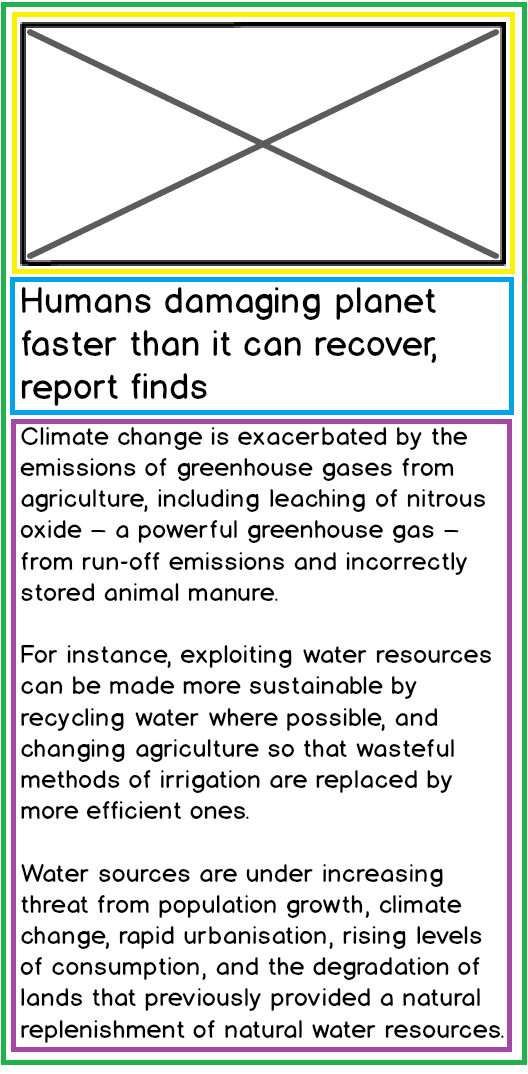 Humans damaging planet
faster than it can recover,
report finds
Climate change is exacerbated by the
emissions of greenhouse gases from
agriculture, including leaching of nitrous
oxide – a powerful greenhouse gas –
from run-off emissions and incorrectly
stored animal manure.
For instance, exploiting water resources
can be made more sustainable by
recycling water where possible, and
changing agriculture so that wasteful
methods of irrigation are replaced by
more efficient ones.
Water sources are under increasing
threat from population growth, climate
change, rapid urbanisation, rising levels
of consumption, and the degradation of
lands that previously provided a natural
replenishment of natural water resources.